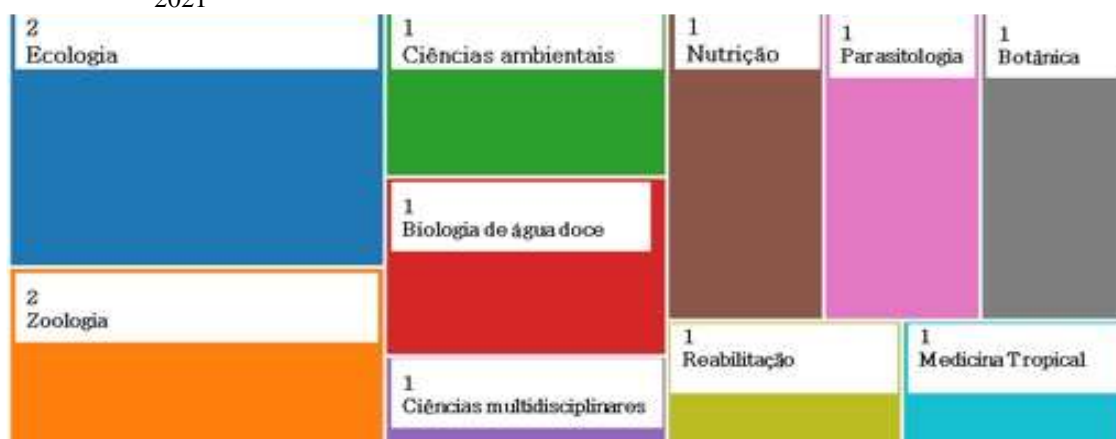 2021
2
Ecologia
1
Ciências ambientais
1
Nutrição
1
Parasitologia
1
Botânica
1
Biologia de água doce
2
Zoologia
1
Reabilitação
1
Medicina Tropical
1
Ciências multidisciplinares